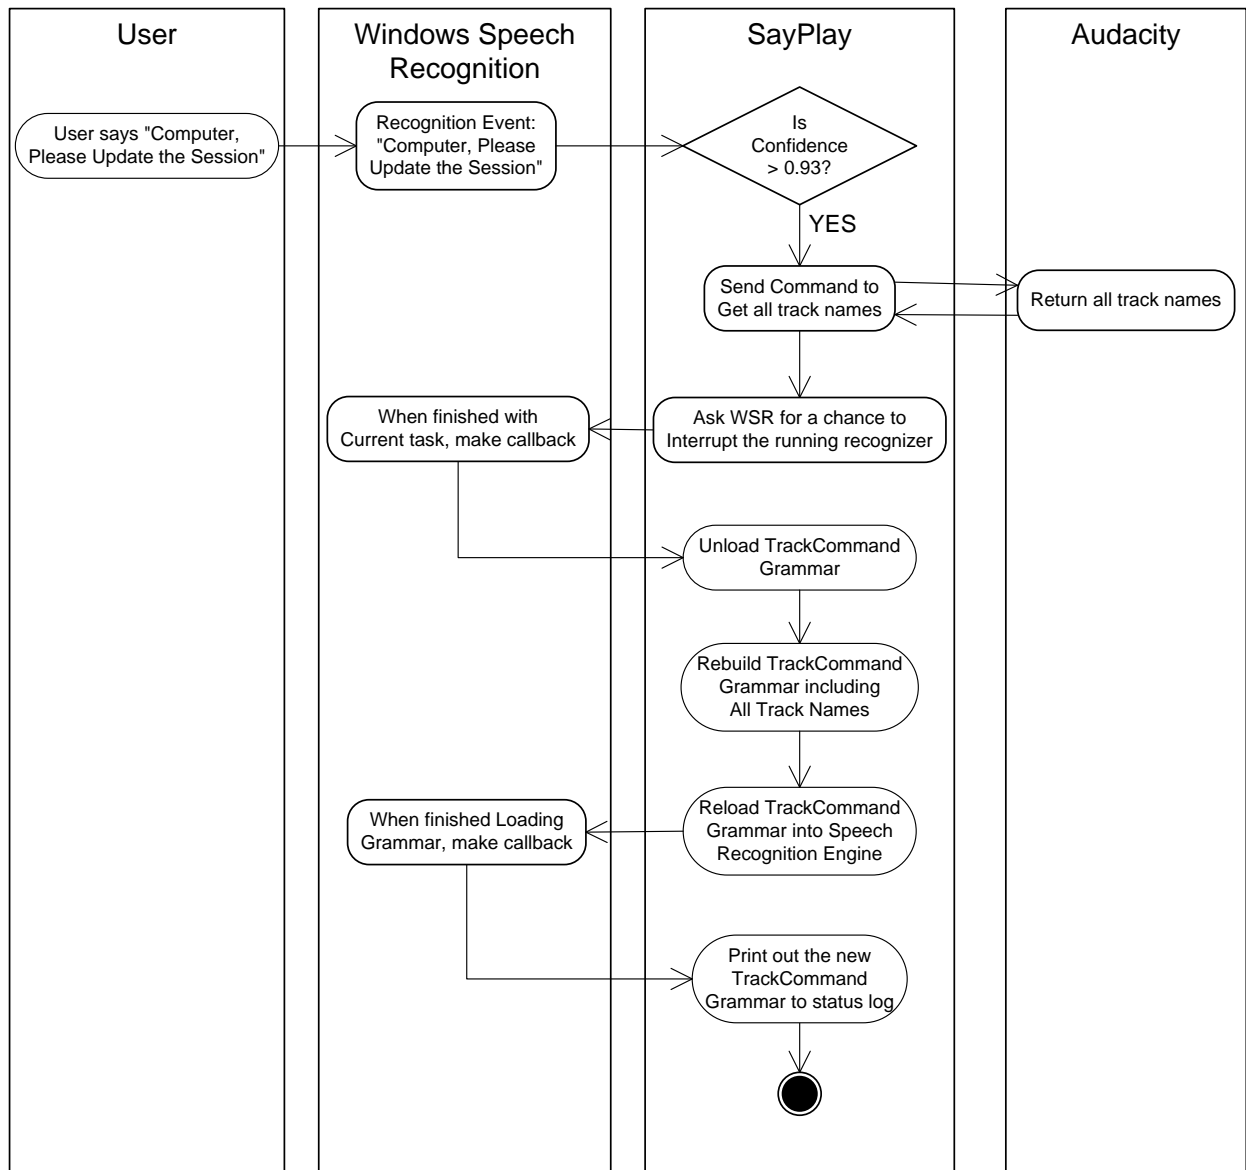 User
Windows Speech
Recognition
SayPlay
Audacity
User says "Computer,
Please Update the Session"
Recognition Event:
"Computer, Please
Update the Session"
Is
Confidence
> 0.93?
YES
Send Command to
Get all track names
Return all track names
When finished with
Current task, make callback
Ask WSR for a chance to
Interrupt the running recognizer
Unload TrackCommand
Grammar
Rebuild TrackCommand
Grammar including
All Track Names
When finished Loading
Grammar, make callback
Reload TrackCommand
Grammar into Speech
Recognition Engine
Print out the new
TrackCommand
Grammar to status log